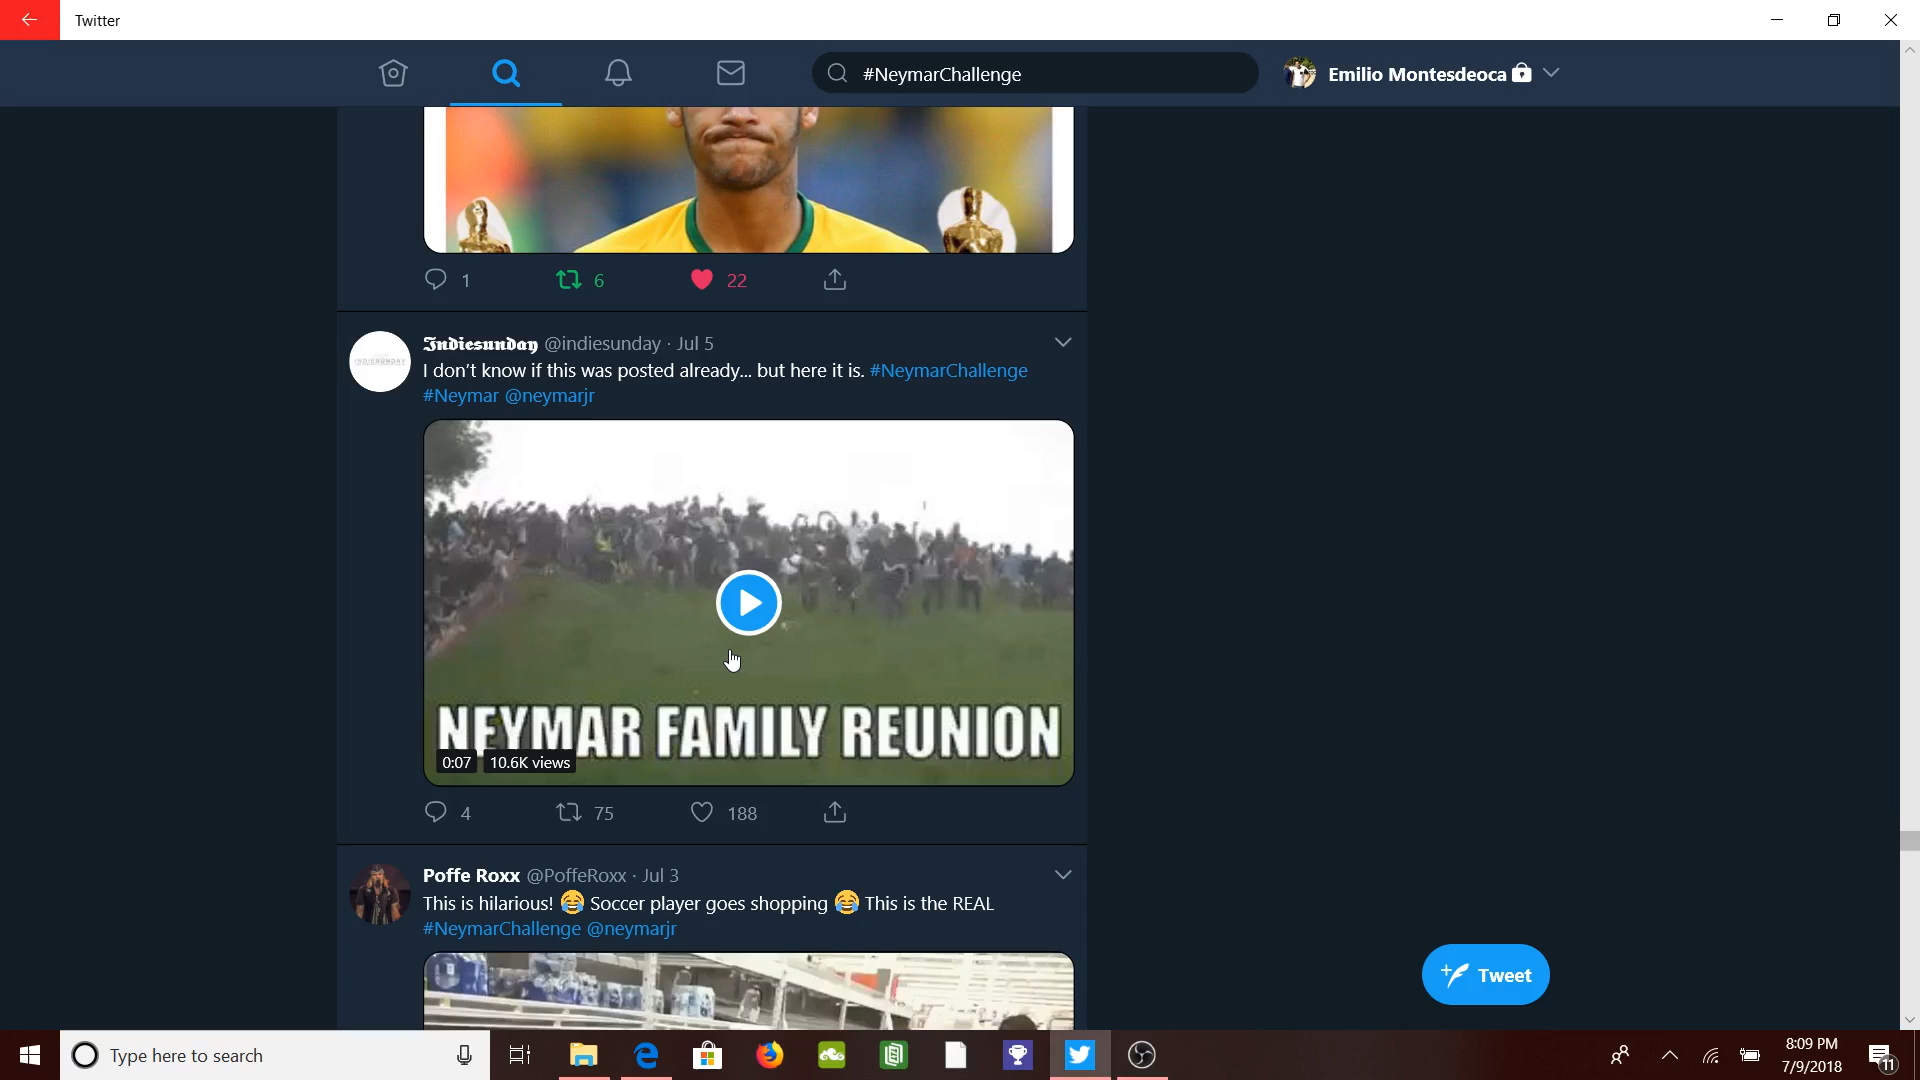 Twitter
#NeymarChallenge
Emilio Montesdeoca
1
6
22
INDIESUNDAY
𝕴𝖓𝖉𝖎𝖊𝖘𝖚𝖓𝖉𝖆𝖞 @indiesunday · Jul 5
I don't know if this was posted already... but here it is. #NeymarChallenge
#Neymar @neymarjr
NEYMAR FAMILY REUNION
0:07 10.6K views
4
75
188
Poffe Roxx @PoffeRoxx · Jul 3
This is hilarious! 😂 Soccer player goes shopping 😂 This is the REAL
#NeymarChallenge @neymarjr
Tweet
Type here to search
8:09 PM
7/9/2018
11